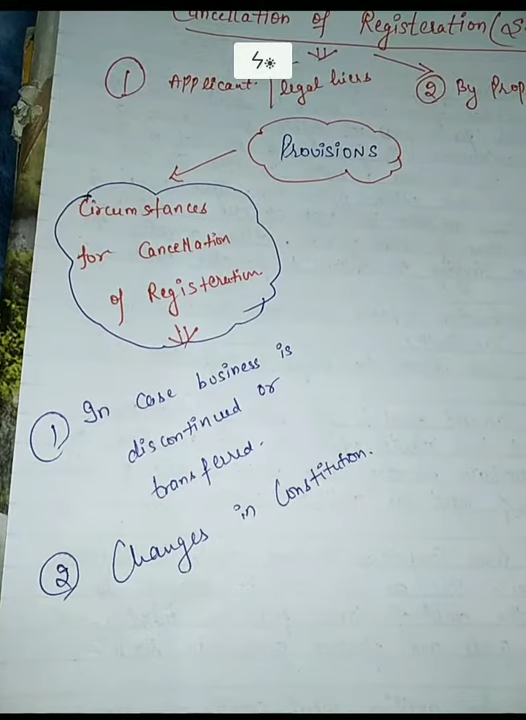 Cancellation of Registeration (S.
① Applicant | legal hiers ② By Prop
Provisions
Circumstances
for Cancellation
of Registeration
① In Case business is
discontinued or
transferred.
② Changes in Constitution.